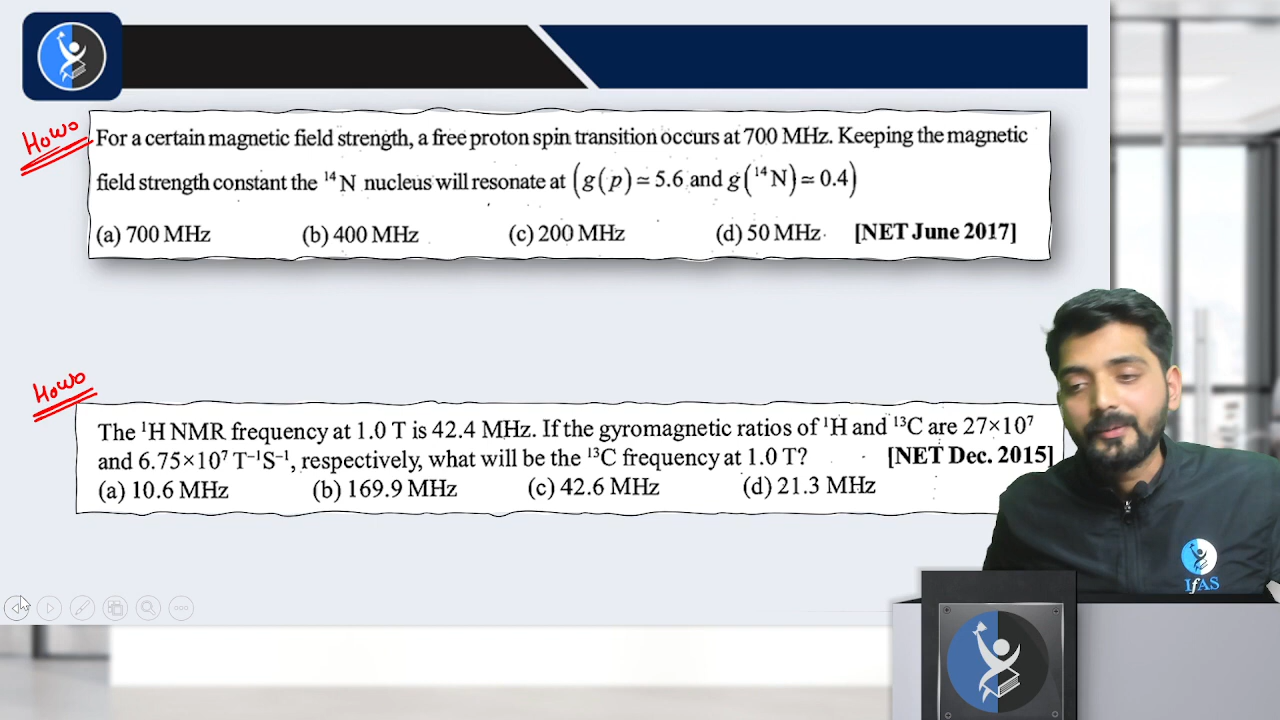 HoWo
For a certain magnetic field strength, a free proton spin transition occurs at 700 MHz. Keeping the magnetic
field strength constant the ¹⁴N nucleus will resonate at (g(p) ≃ 5.6 and g(¹⁴N) ≃ 0.4)
(a) 700 MHz (b) 400 MHz (c) 200 MHz (d) 50 MHz [NET June 2017]
HoWo
The ¹H NMR frequency at 1.0 T is 42.4 MHz. If the gyromagnetic ratios of ¹H and ¹³C are 27×10⁷
and 6.75×10⁷ T⁻¹S⁻¹, respectively, what will be the ¹³C frequency at 1.0 T? [NET Dec. 2015]
(a) 10.6 MHz (b) 169.9 MHz (c) 42.6 MHz (d) 21.3 MHz
IfAS